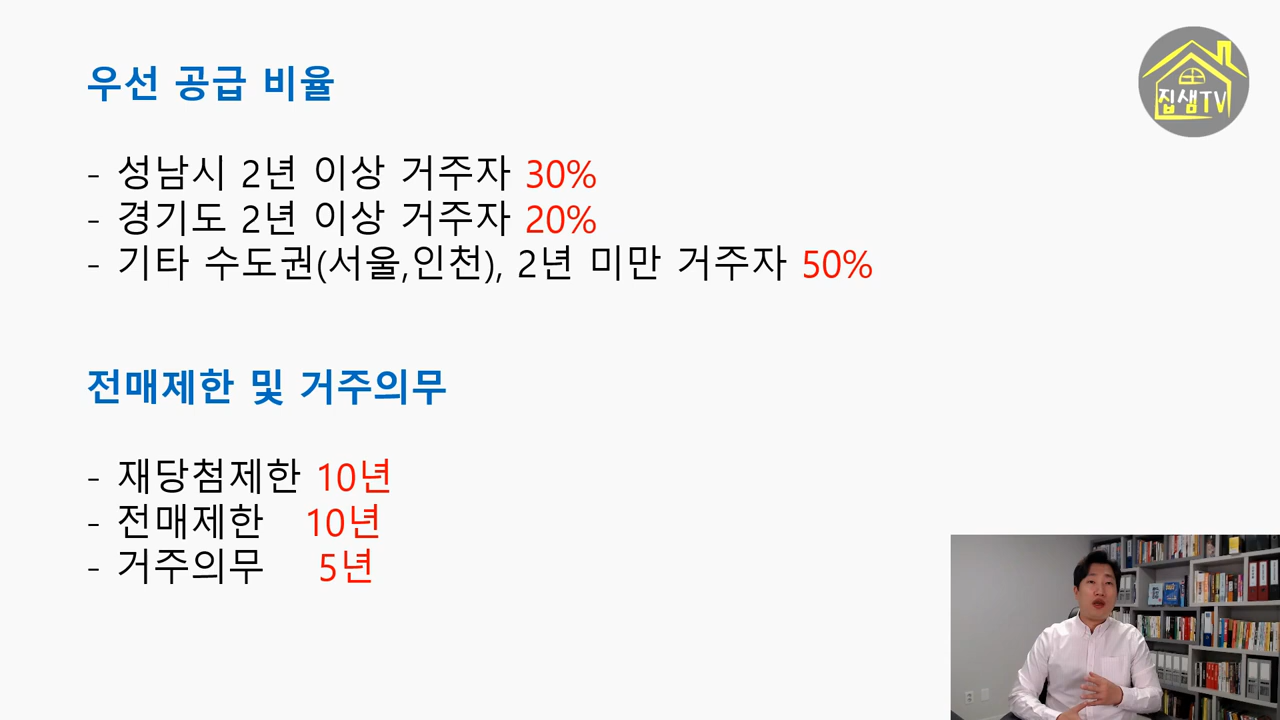 우선 공급 비율
집샘TV
- 성남시 2년 이상 거주자 30%
- 경기도 2년 이상 거주자 20%
- 기타 수도권(서울,인천), 2년 미만 거주자 50%
전매제한 및 거주의무
- 재당첨제한 10년
- 전매제한 10년
- 거주의무 5년